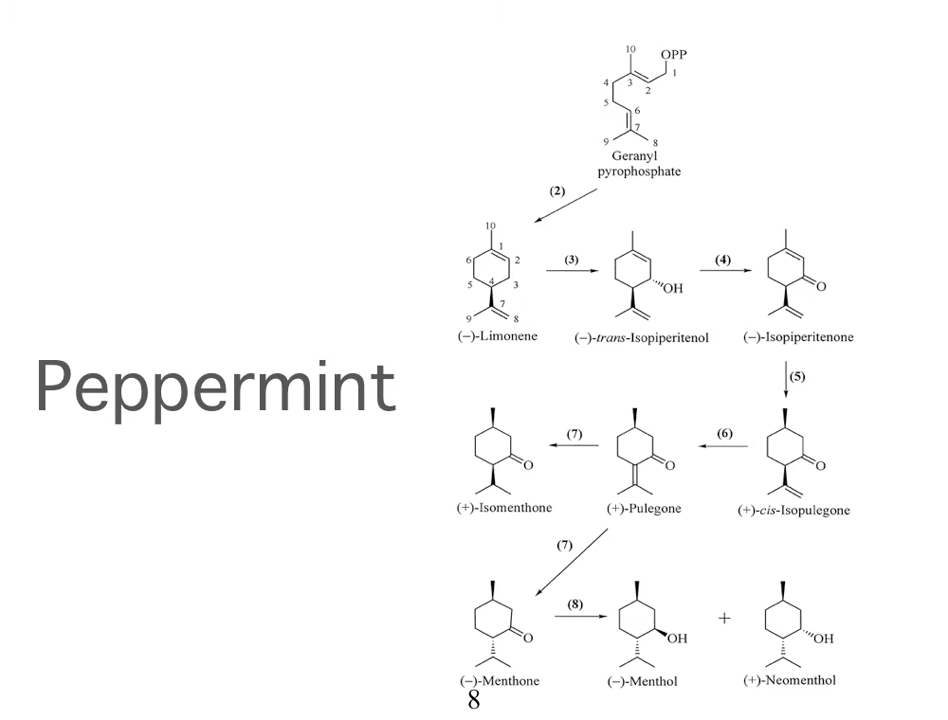 Peppermint
10
OPP
1
4
3
2
5
6
7
9
8
Geranyl
pyrophosphate
(2)
10
1
6
2
5
4
3
7
9
8
(3)
OH
(4)
O
(−)-Limonene
(−)-trans-Isopiperitenol
(−)-Isopiperitenone
(5)
O
(7)
O
(6)
O
(+)-Isomenthone
(+)-Pulegone
(+)-cis-Isopulegone
(7)
O
(8)
OH
+
OH
(−)-Menthone
(−)-Menthol
(+)-Neomenthol
8